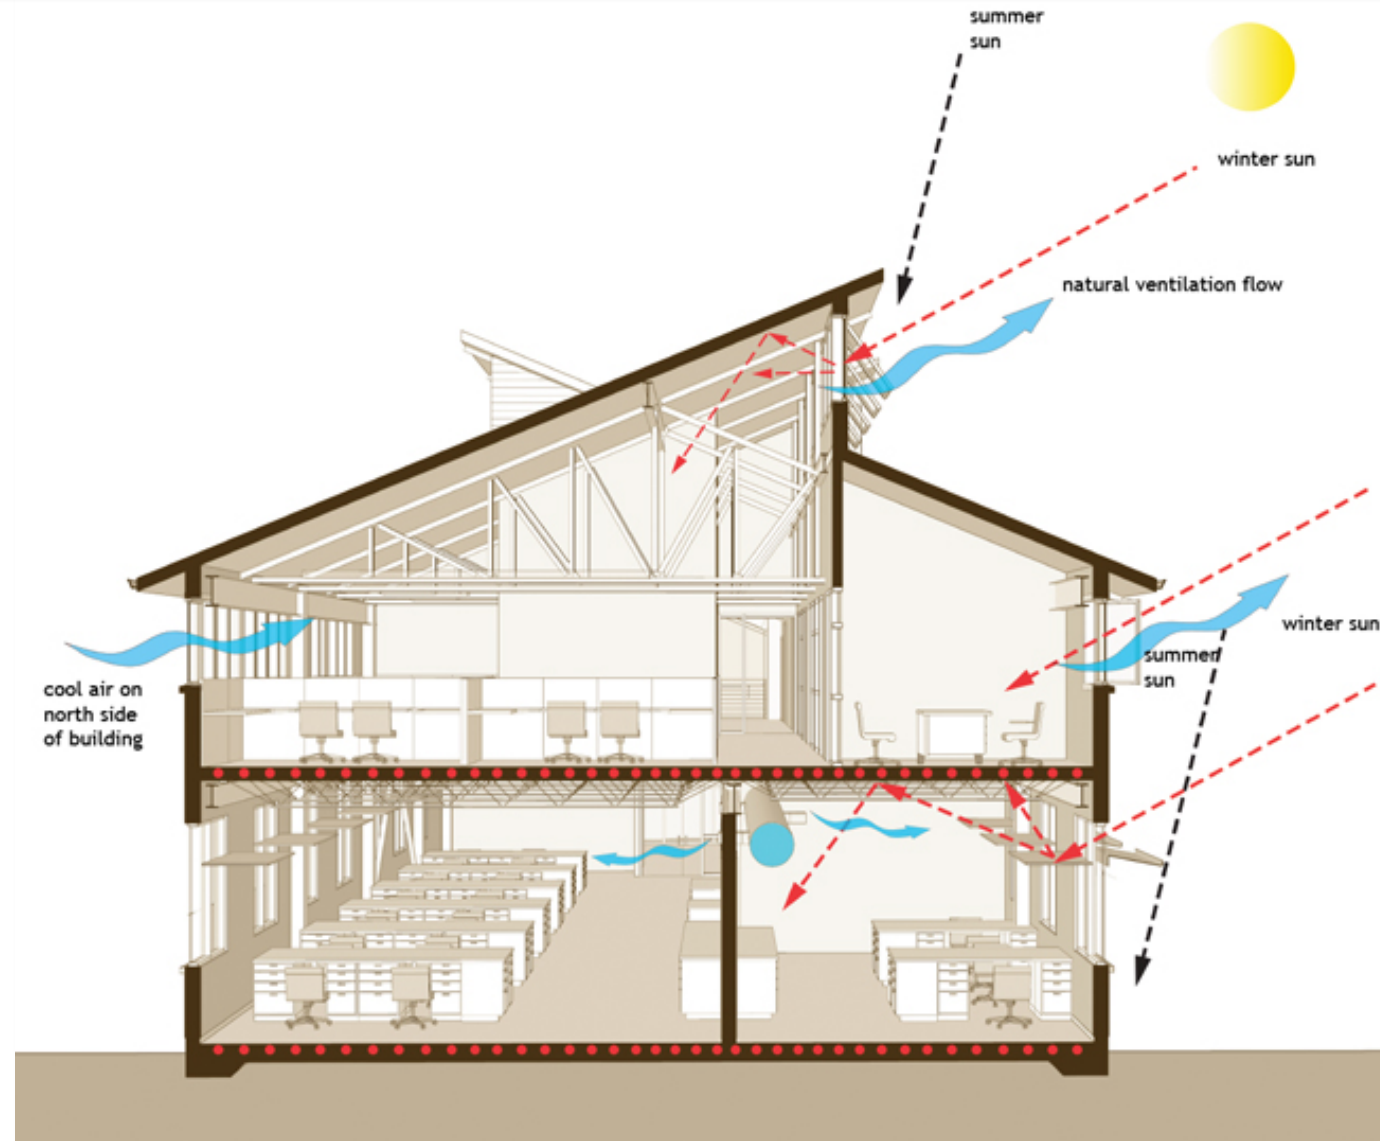 summer
sun
winter sun
natural ventilation flow
winter sun
summer
sun
cool air on
north side
of building